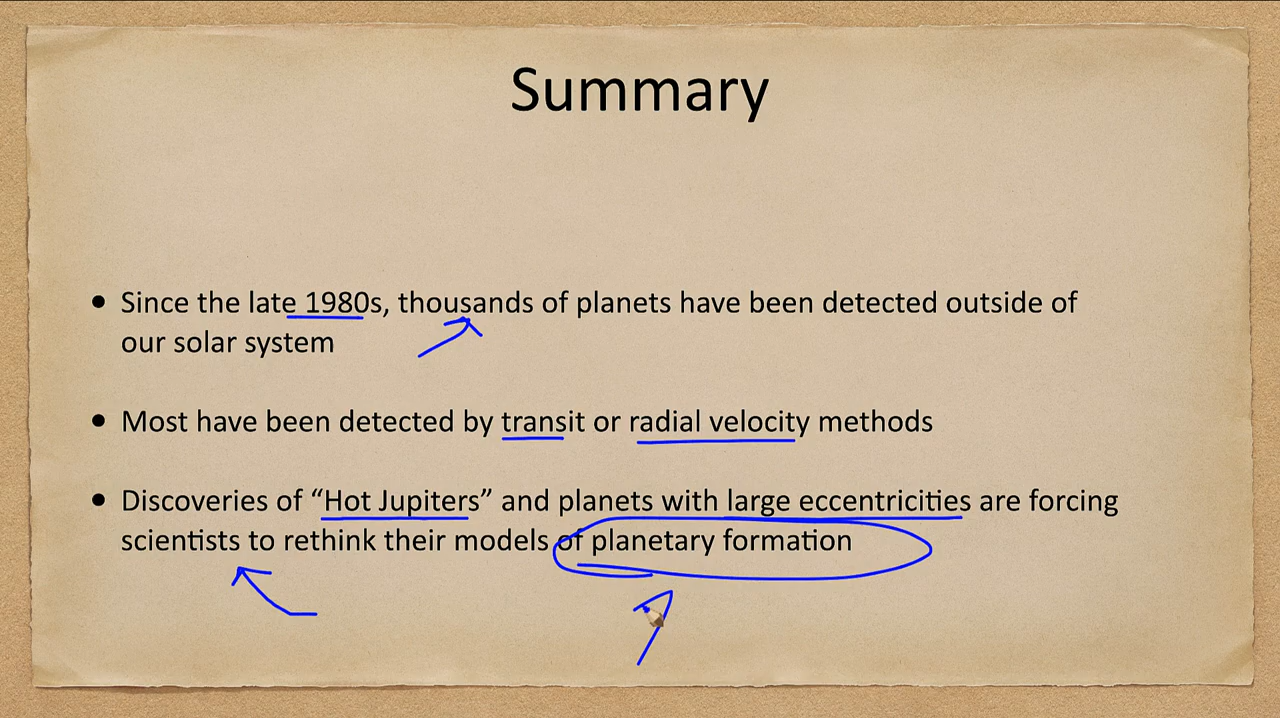 Summary
• Since the late 1980s, thousands of planets have been detected outside of
our solar system
• Most have been detected by transit or radial velocity methods
• Discoveries of “Hot Jupiters” and planets with large eccentricities are forcing
scientists to rethink their models of planetary formation